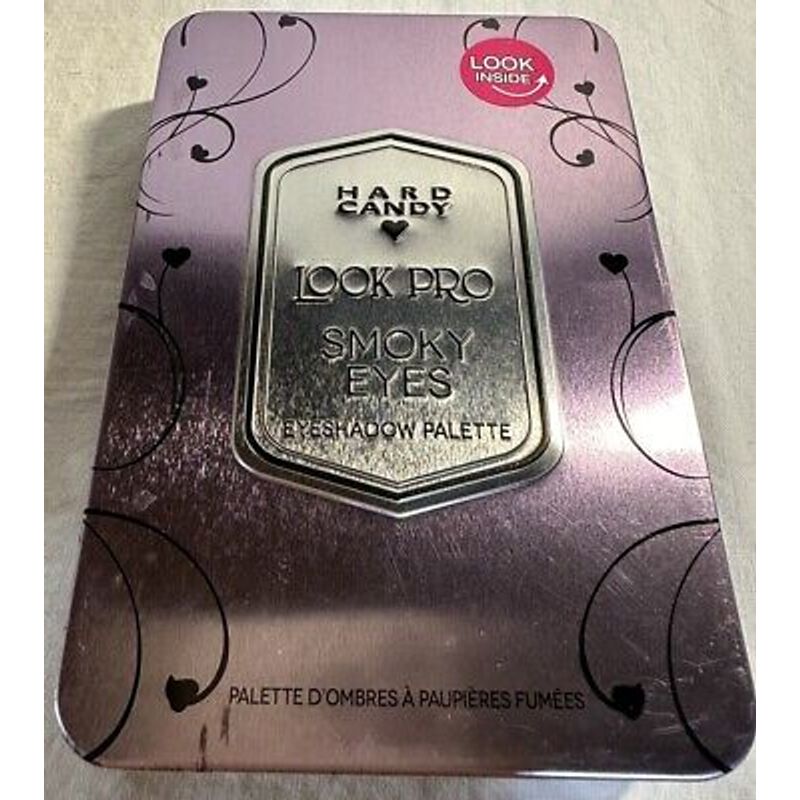 LOOK
INSIDE
HARD
CANDY
LOOK PRO
SMOKY
EYES
EYESHADOW PALETTE
PALETTE D'OMBRES À PAUPIÈRES FUMÉES